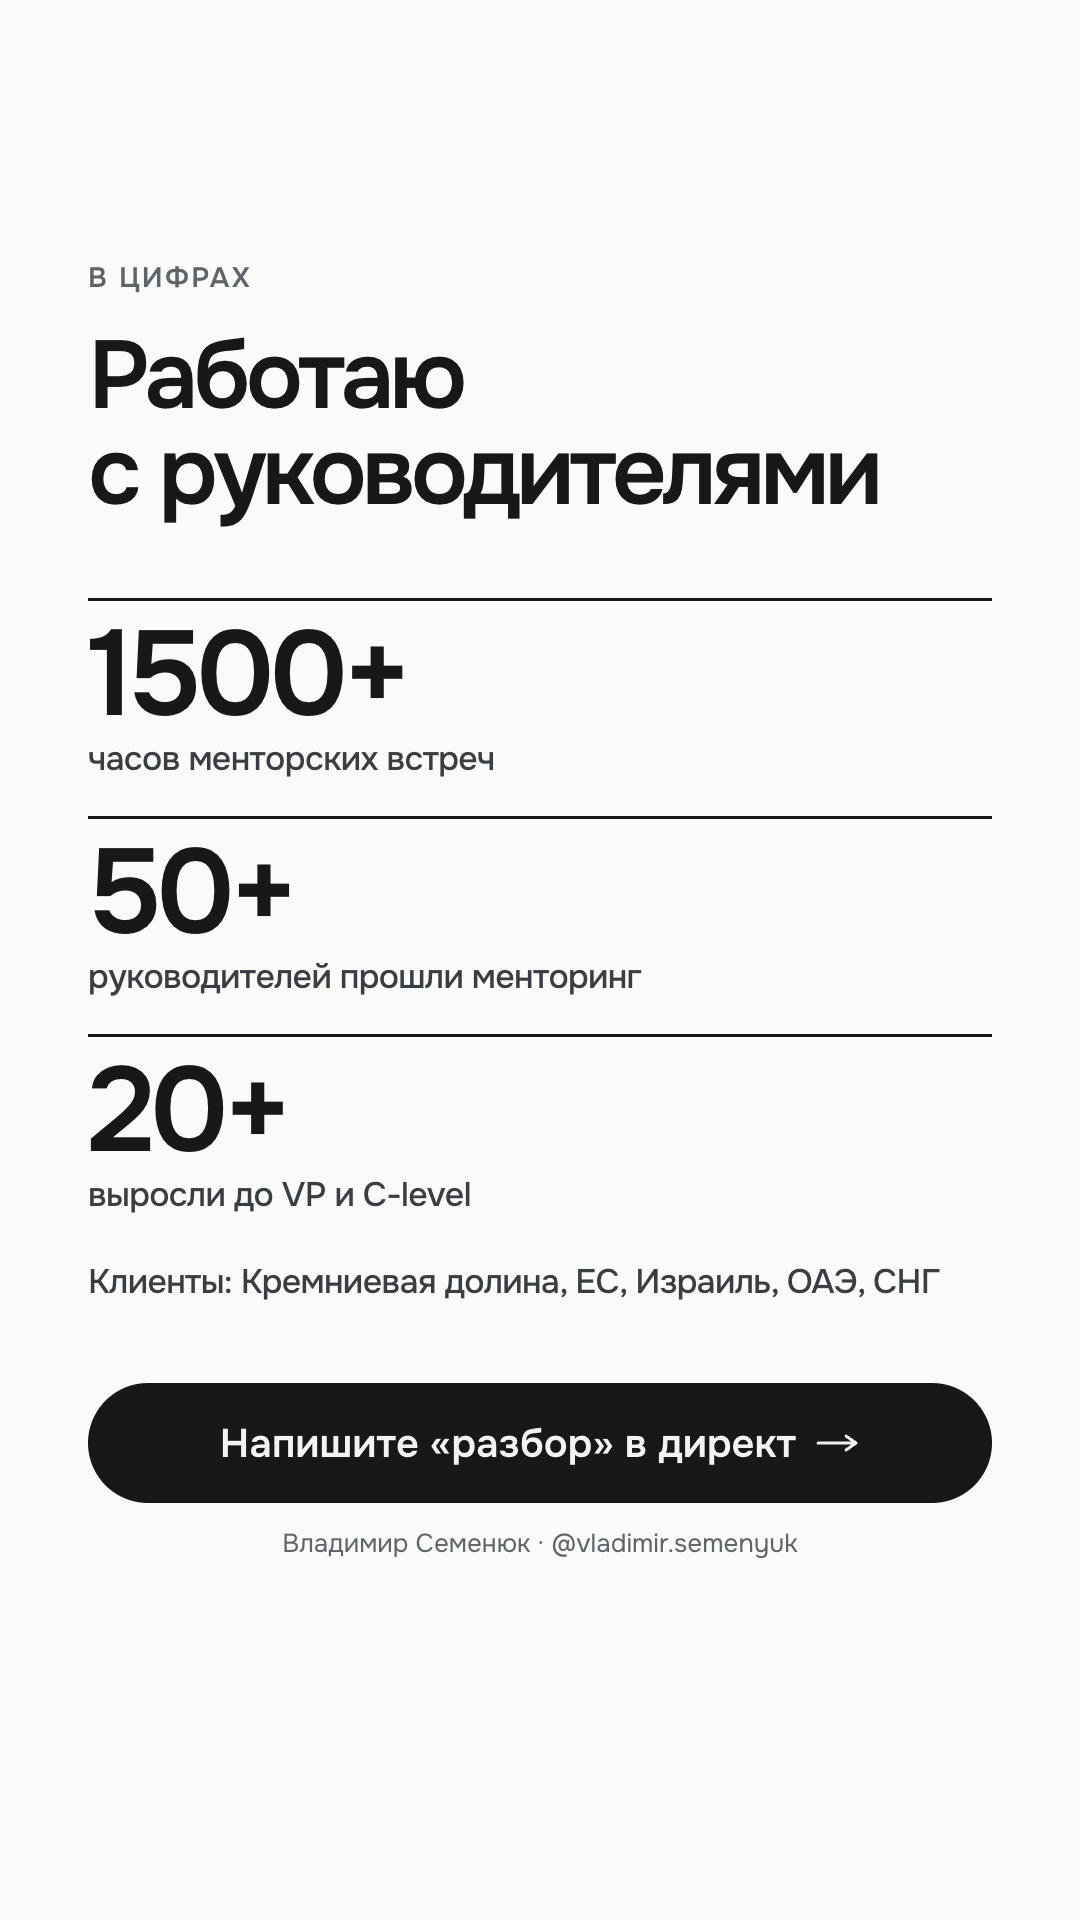 В ЦИФРАХ
Работаю
с руководителями
1500+
часов менторских встреч
50+
руководителей прошли менторинг
20+
выросли до VP и C-level
Клиенты: Кремниевая долина, ЕС, Израиль, ОАЭ, СНГ
Напишите «разбор» в директ →
Владимир Семенюк · @vladimir.semenyuk